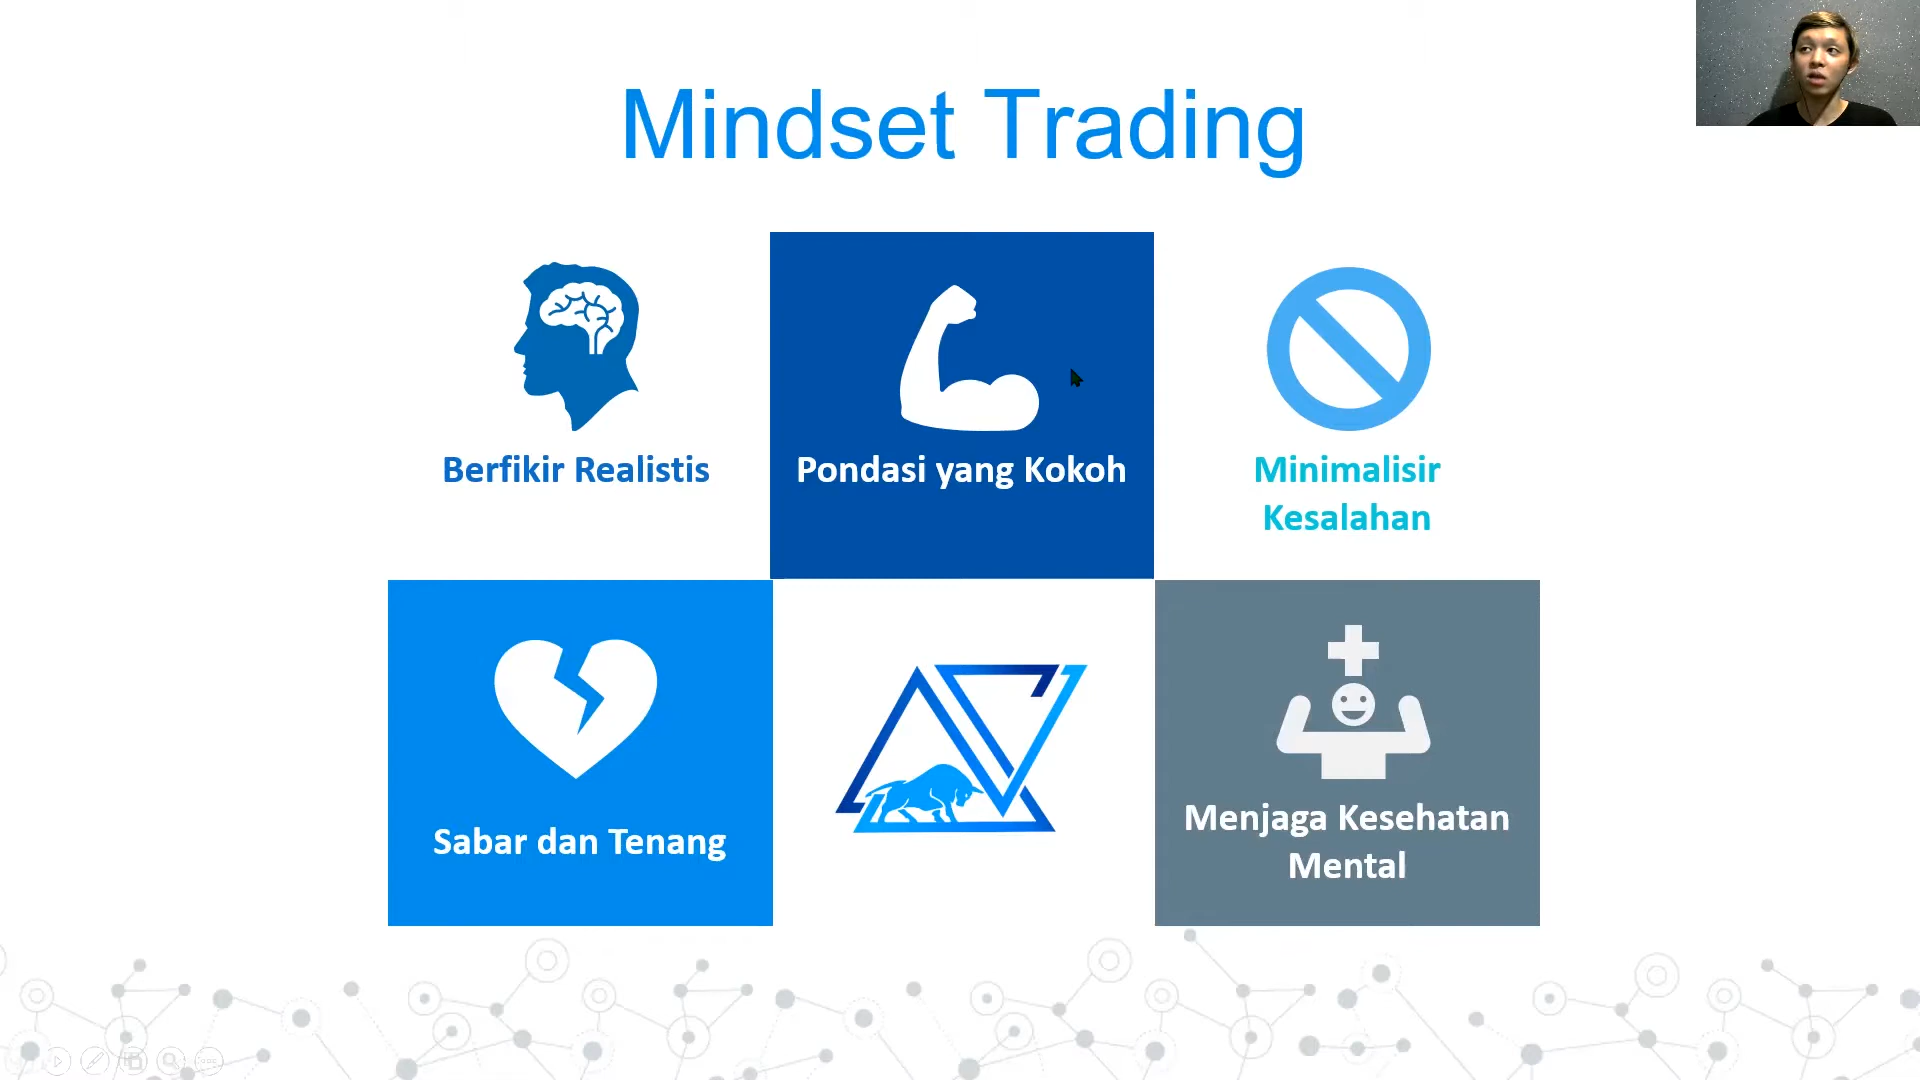 Mindset Trading
Berfikir Realistis
Pondasi yang Kokoh
Minimalisir
Kesalahan
Sabar dan Tenang
Menjaga Kesehatan
Mental